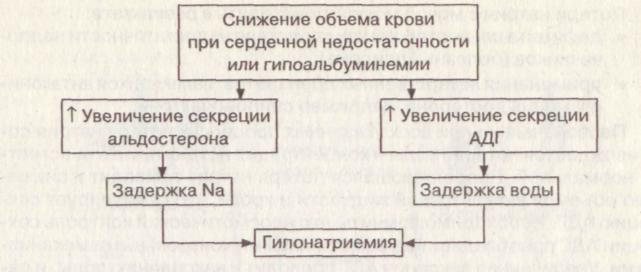 Снижение объема крови
при сердечной недостаточности
или гипоальбуминемии
↑ Увеличение секреции
альдостерона
↑ Увеличение секреции
АДГ
Задержка Na
Задержка воды
Гипонатриемия